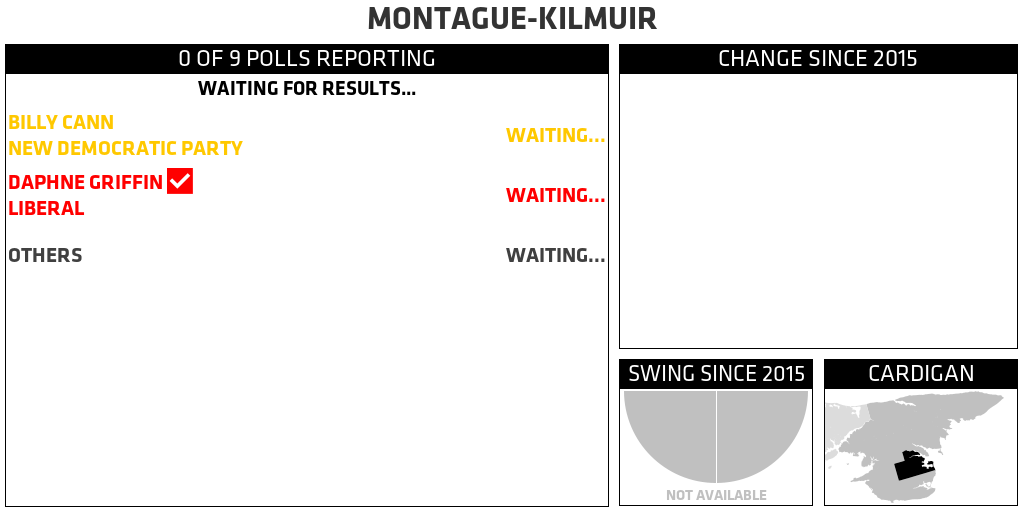 MONTAGUE-KILMUIR
0 OF 9 POLLS REPORTING
WAITING FOR RESULTS...
BILLY CANN
NEW DEMOCRATIC PARTY
WAITING...
DAPHNE GRIFFIN
LIBERAL
WAITING...
OTHERS
WAITING...
CHANGE SINCE 2015
SWING SINCE 2015
NOT AVAILABLE
CARDIGAN